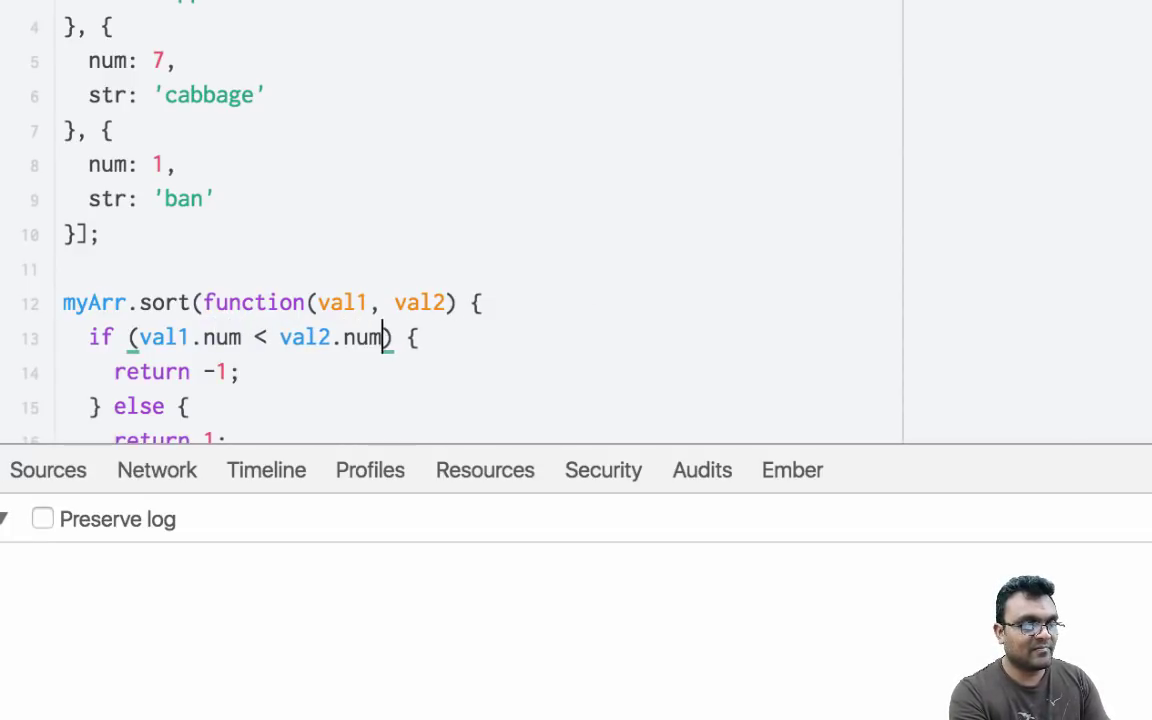 4 }, {
5 num: 7,
6 str: 'cabbage'
7 }, {
8 num: 1,
9 str: 'ban'
10 }];
11
12 myArr.sort(function(val1, val2) {
13 if (val1.num < val2.num) {
14 return -1;
15 } else {
16 return 1;
Sources Network Timeline Profiles Resources Security Audits Ember
Preserve log